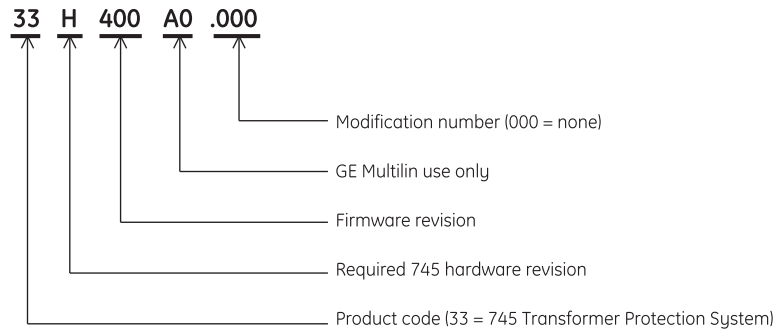 33 H 400 A0 .000
Modification number (000 = none)
GE Multilin use only
Firmware revision
Required 745 hardware revision
Product code (33 = 745 Transformer Protection System)